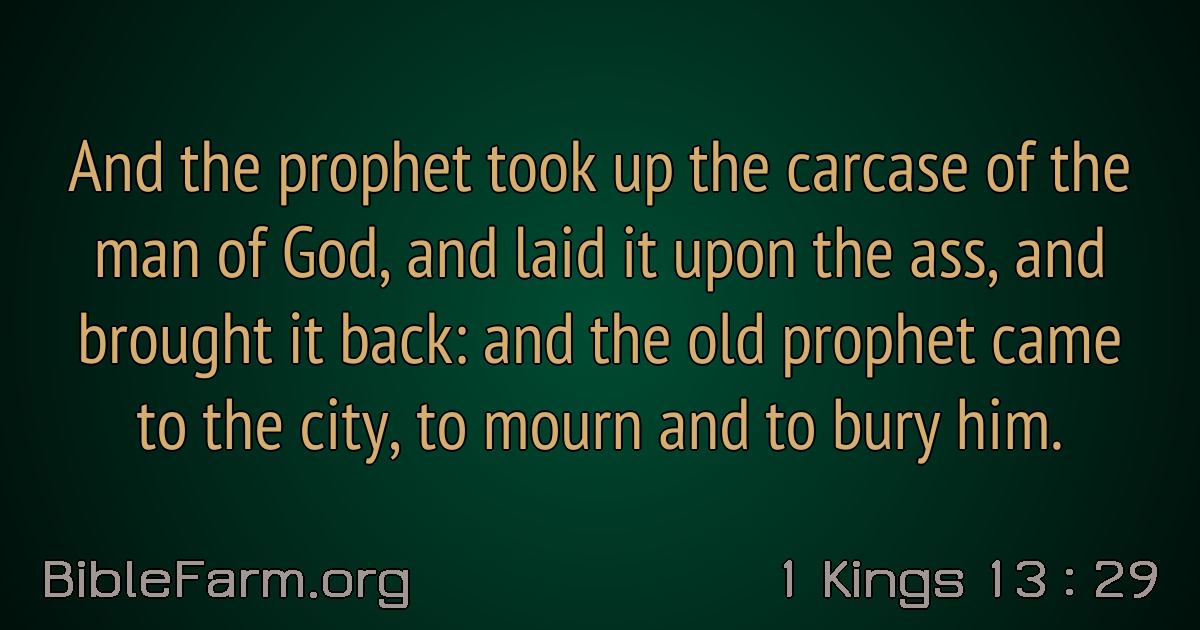 And the prophet took up the carcase of the
man of God, and laid it upon the ass, and
brought it back: and the old prophet came
to the city, to mourn and to bury him.
BibleFarm.org
1 Kings 13 : 29